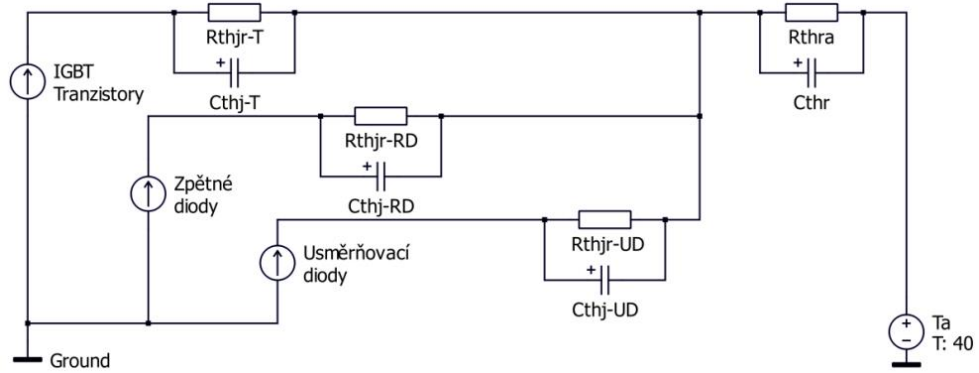 Rthjr-T
+
Cthj-T
IGBT
Tranzistory
Rthra
+
Cthr
Rthjr-RD
+
Cthj-RD
Zpětné
diody
Rthjr-UD
+
Cthj-UD
Usměrňovací
diody
+
−
Ta
T: 40
Ground